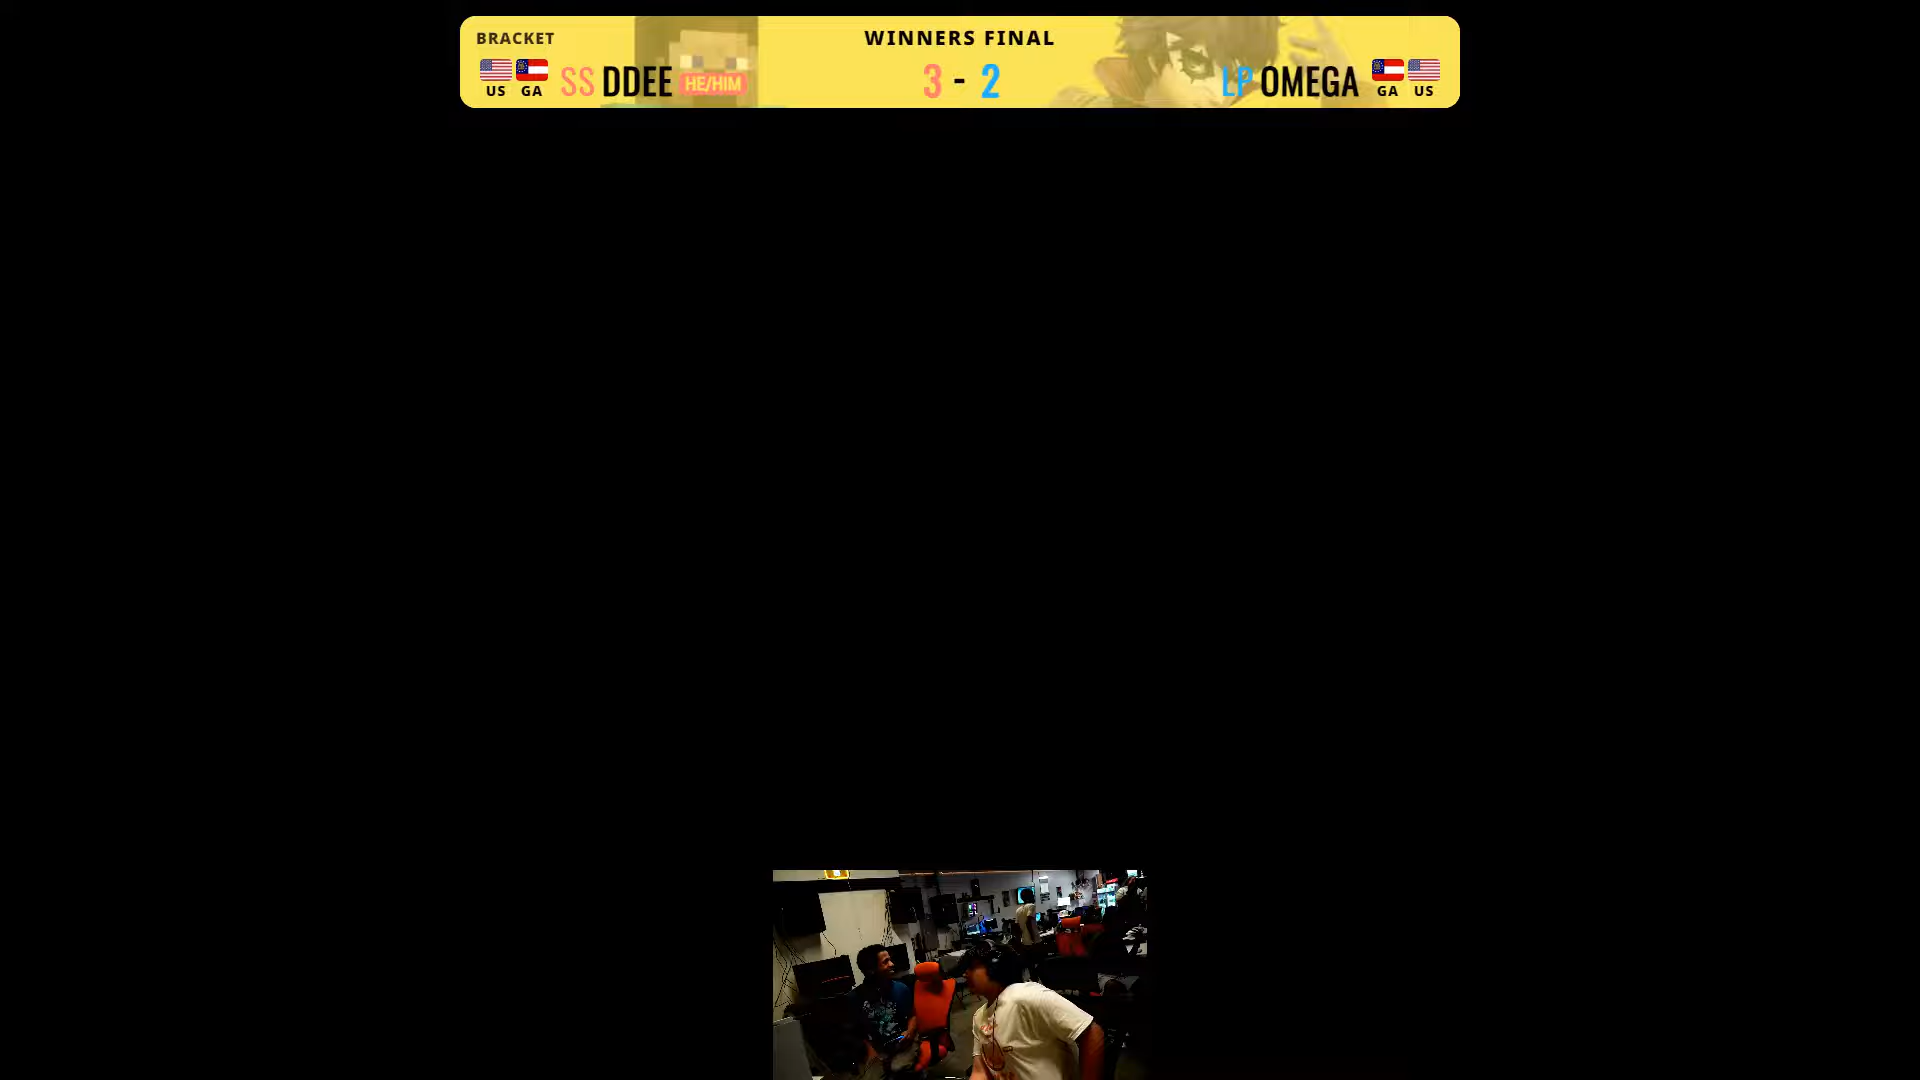 BRACKET
WINNERS FINAL
SS DDEE HE/HIM
3 - 2
LP OMEGA
US GA
GA US